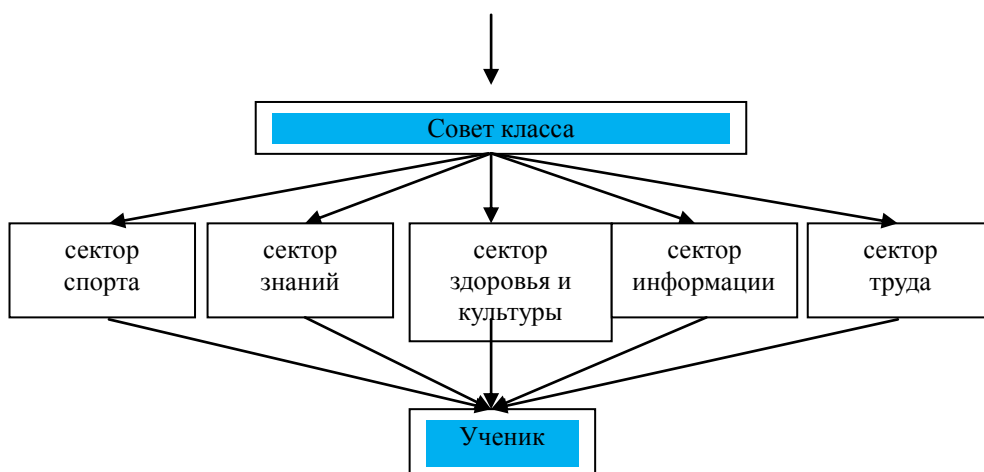 Совет класса
сектор
спорта
сектор
знаний
сектор
здоровья и
культуры
сектор
информации
сектор
труда
Ученик